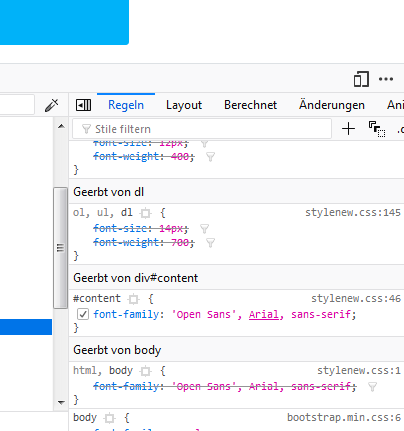 Regeln Layout Berechnet Änderungen Ani
Stile filtern
font-size: 12px;
font-weight: 400;
}
Geerbt von dl
ol, ul, dl { stylenew.css:145
font-size: 14px;
font-weight: 700;
}
Geerbt von div#content
#content { stylenew.css:46
font-family: 'Open Sans', Arial, sans-serif;
}
Geerbt von body
html, body { stylenew.css:1
font-family: 'Open Sans', Arial, sans-serif;
}
body { bootstrap.min.css:6